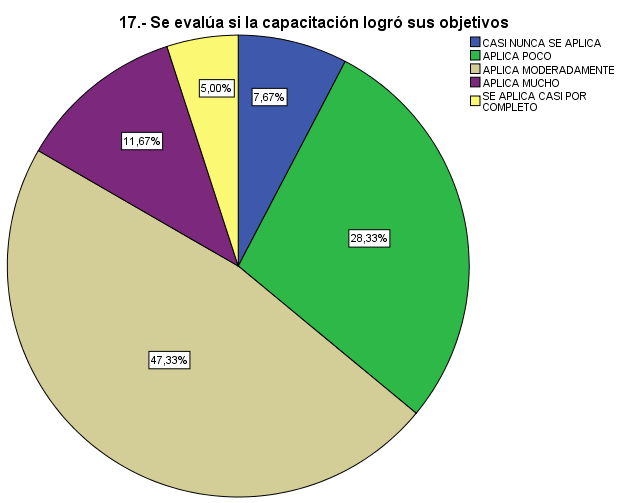 17.- Se evalúa si la capacitación logró sus objetivos
CASI NUNCA SE APLICA
APLICA POCO
APLICA MODERADAMENTE
APLICA MUCHO
SE APLICA CASI POR
COMPLETO
5,00%
7,67%
11,67%
28,33%
47,33%